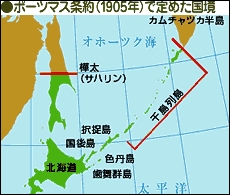 ●ポーツマス条約(1905年)で定めた国境
カムチャツカ半島
オホーツク海
樺太
(サハリン)
千島列島
択捉島
国後島
色丹島
北海道
歯舞群島
太平洋